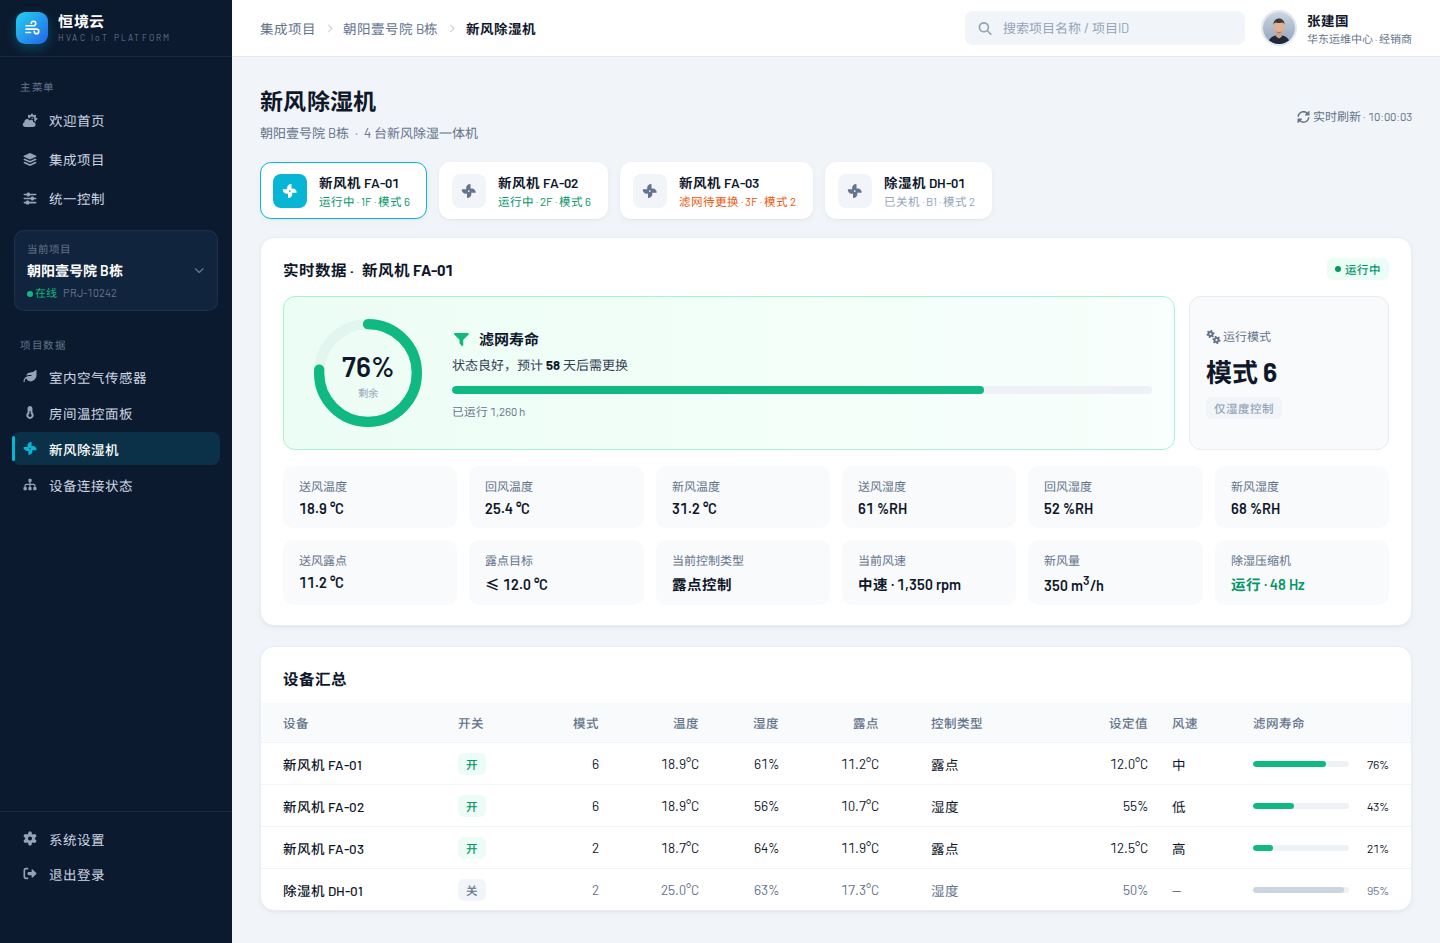 恒境云
HVAC IoT PLATFORM
主菜单
欢迎首页
集成项目
统一控制
当前项目
朝阳壹号院 B栋
在线 PRJ-10242
项目数据
室内空气传感器
房间温控面板
新风除湿机
设备连接状态
系统设置
退出登录
集成项目 > 朝阳壹号院 B栋 > 新风除湿机
搜索项目名称 / 项目ID
张建国
华东运维中心 · 经销商
新风除湿机
朝阳壹号院 B栋 · 4 台新风除湿一体机
实时刷新 · 10:00:03
新风机 FA-01
运行中 · 1F · 模式 6
新风机 FA-02
运行中 · 2F · 模式 6
新风机 FA-03
滤网待更换 · 3F · 模式 2
除湿机 DH-01
已关机 · B1 · 模式 2
实时数据 · 新风机 FA-01
运行中
76%
剩余
滤网寿命
状态良好，预计 58 天后需更换
已运行 1,260 h
运行模式
模式 6
仅湿度控制
送风温度
18.9 °C
回风温度
25.4 °C
新风温度
31.2 °C
送风湿度
61 %RH
回风湿度
52 %RH
新风湿度
68 %RH
送风露点
11.2 °C
露点目标
≤ 12.0 °C
当前控制类型
露点控制
当前风速
中速 · 1,350 rpm
新风量
350 m³/h
除湿压缩机
运行 · 48 Hz
设备汇总
设备 开关 模式 温度 湿度 露点 控制类型 设定值 风速 滤网寿命
新风机 FA-01 开 6 18.9°C 61% 11.2°C 露点 12.0°C 中 76%
新风机 FA-02 开 6 18.9°C 56% 10.7°C 湿度 55% 低 43%
新风机 FA-03 开 2 18.7°C 64% 11.9°C 露点 12.5°C 高 21%
除湿机 DH-01 关 2 25.0°C 63% 17.3°C 湿度 50% — 95%